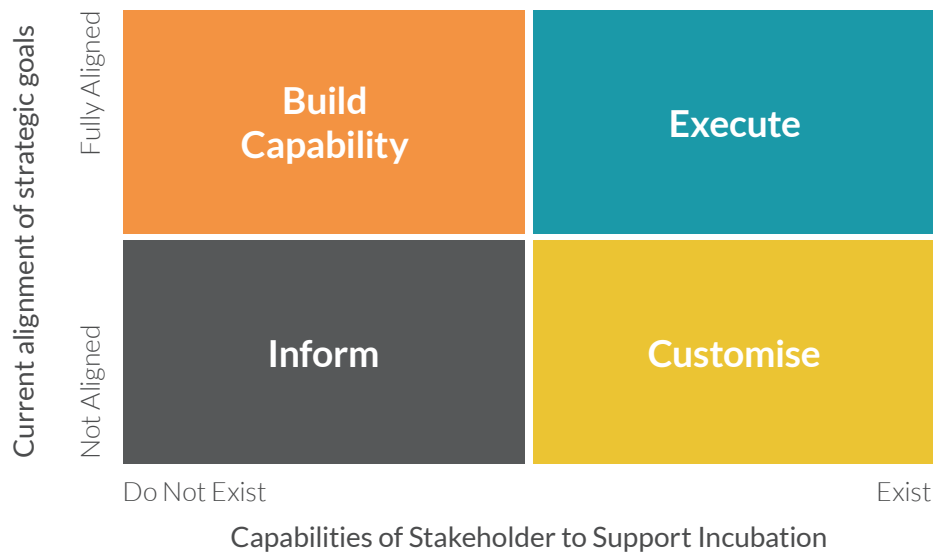 Current alignment of strategic goals
Fully Aligned
Not Aligned
Build
Capability
Execute
Inform
Customise
Do Not Exist
Exist
Capabilities of Stakeholder to Support Incubation